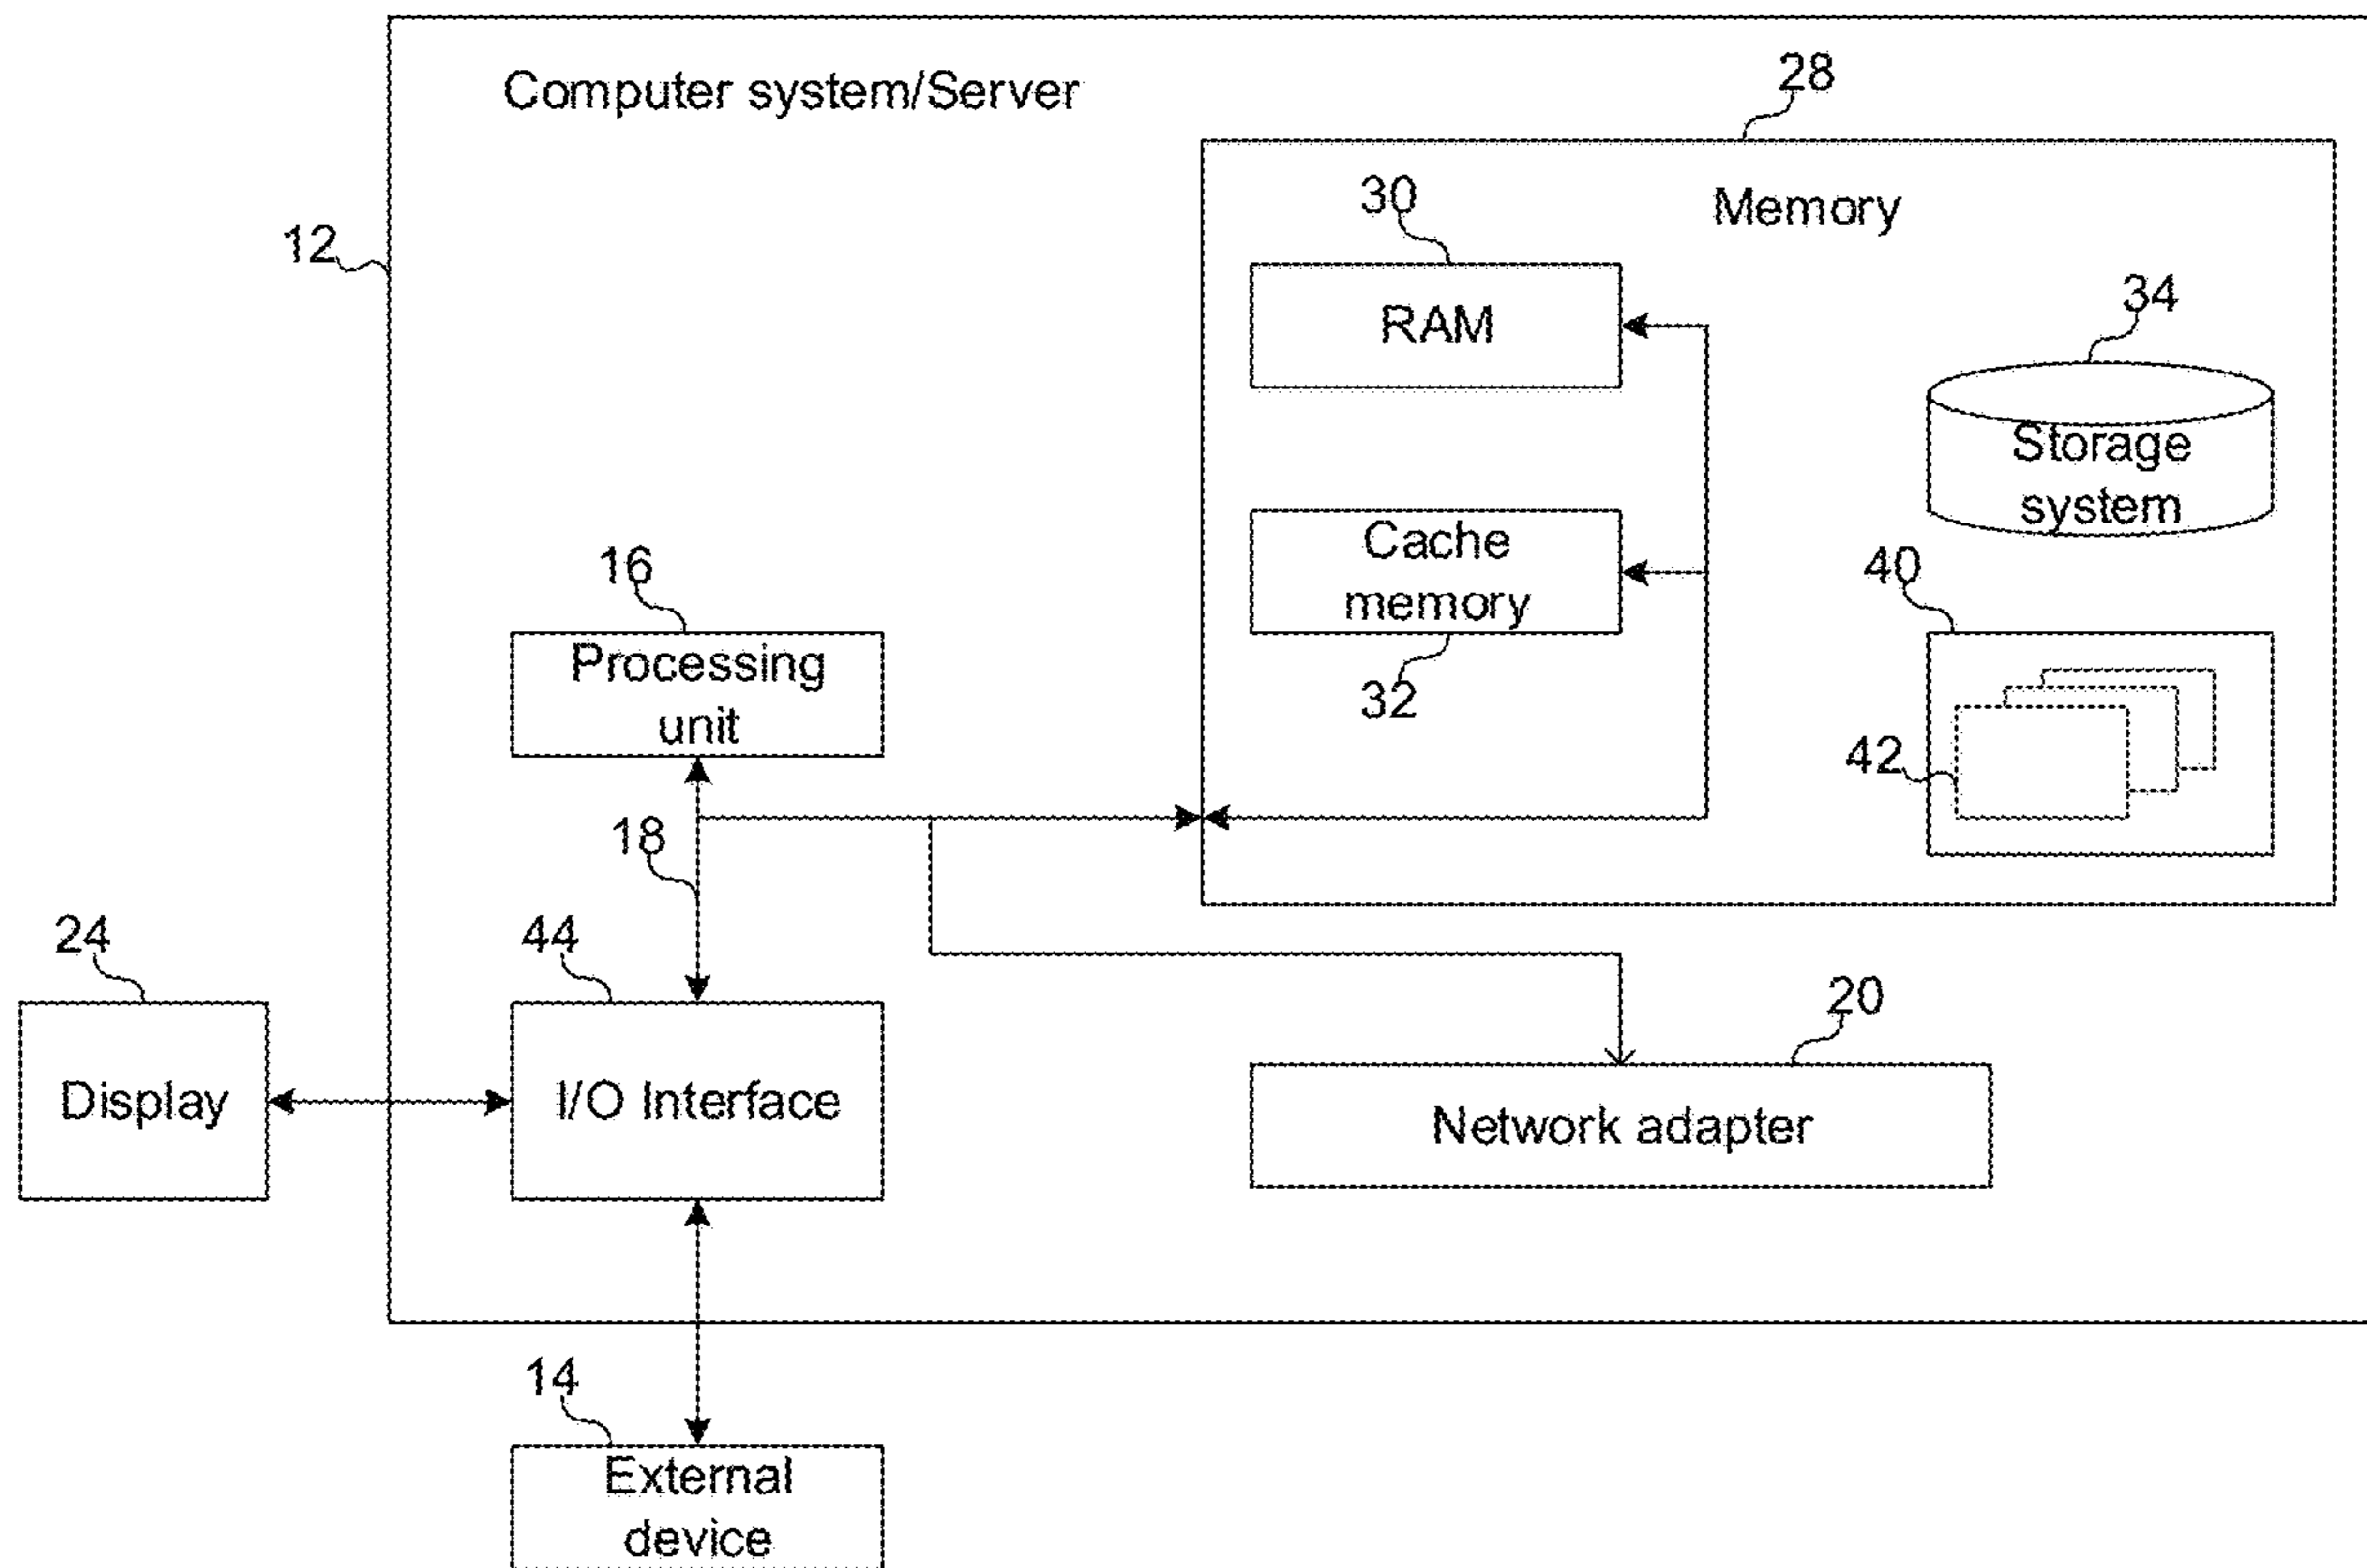 Computer system/Server
28
12
30
Memory
RAM
34
Storage
system
Cache
memory
32
40
42
16
Processing
unit
18
24
44
20
Display
I/O Interface
Network adapter
14
External
device